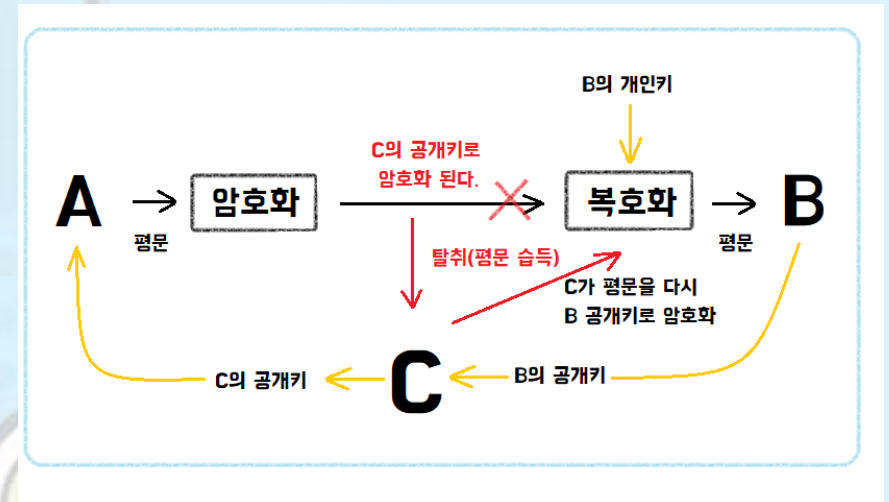 B의 개인키
C의 공개키로
암호화 된다.
A
암호화
복호화
B
평문
평문
탈취(평문 습득)
C가 평문을 다시
B 공개키로 암호화
C의 공개키
C
B의 공개키